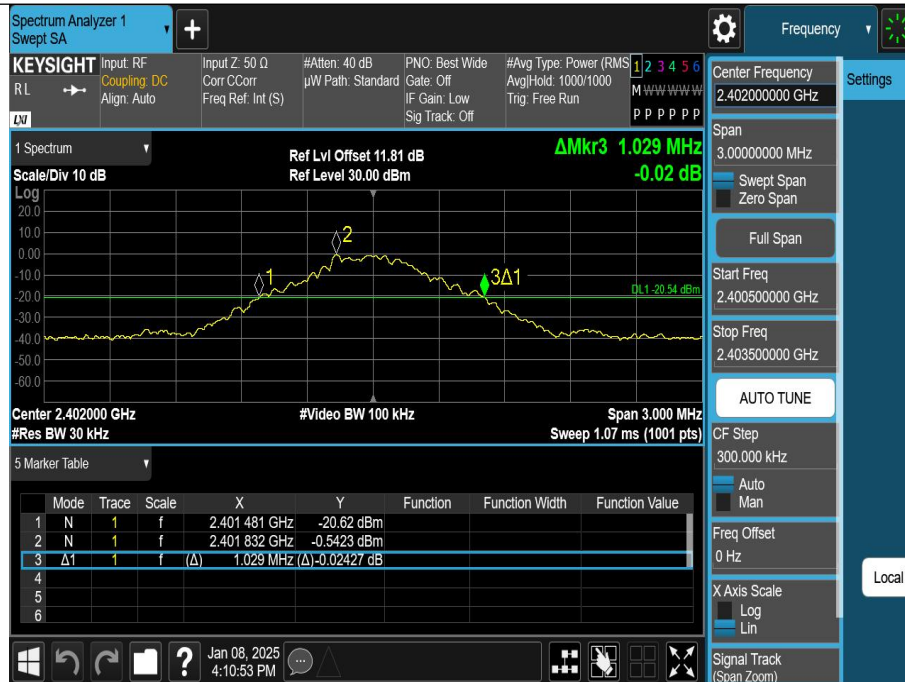 Spectrum Analyzer 1
Swept SA
+
Frequency
KEYSIGHT
RL
LXI
Input: RF
Coupling: DC
Align: Auto
Input Z: 50 Ω
Corr CCorr
Freq Ref: Int (S)
#Atten: 40 dB
µW Path: Standard
PNO: Best Wide
Gate: Off
IF Gain: Low
Sig Track: Off
#Avg Type: Power (RMS
Avg|Hold: 1000/1000
Trig: Free Run
1 2 3 4 5 6
M W W W W W
P P P P P P
1 Spectrum
Scale/Div 10 dB
Ref Lvl Offset 11.81 dB
Ref Level 30.00 dBm
ΔMkr3 1.029 MHz
-0.02 dB
Log
20.0
10.0
0.00
-10.0
-20.0
-30.0
-40.0
-50.0
-60.0
1
2
3Δ1
DL1 -20.54 dBm
Center 2.402000 GHz
#Video BW 100 kHz
Span 3.000 MHz
#Res BW 30 kHz
Sweep 1.07 ms (1001 pts)
5 Marker Table
Mode Trace Scale X Y Function Function Width Function Value
1 N 1 f 2.401 481 GHz -20.62 dBm
2 N 1 f 2.401 832 GHz -0.5423 dBm
3 Δ1 1 f (Δ) 1.029 MHz (Δ) -0.02427 dB
4
5
6
?
Jan 08, 2025
4:10:53 PM
Center Frequency
2.402000000 GHz
Span
3.00000000 MHz
Swept Span
Zero Span
Full Span
Start Freq
2.400500000 GHz
Stop Freq
2.403500000 GHz
AUTO TUNE
CF Step
300.000 kHz
Auto
Man
Freq Offset
0 Hz
X Axis Scale
Log
Lin
Signal Track
(Span Zoom)
Settings
Local